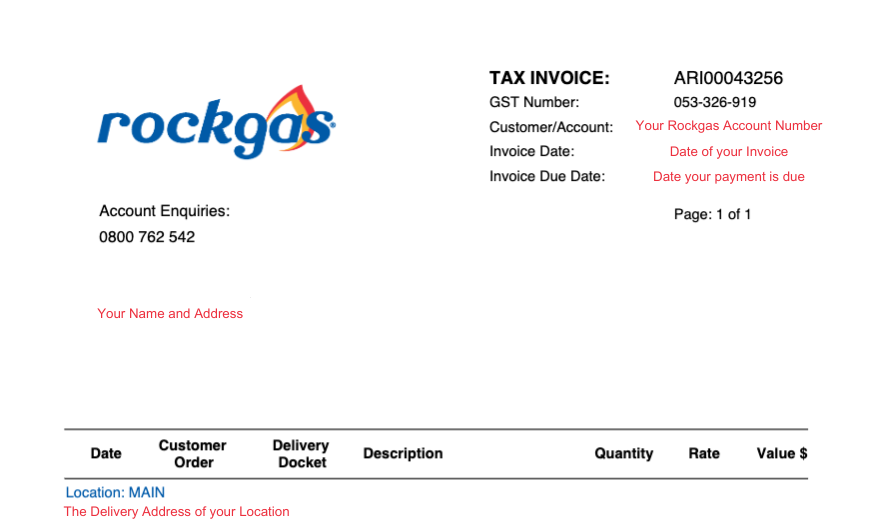 rockgas
TAX INVOICE: ARI00043256
GST Number: 053-326-919
Customer/Account: Your Rockgas Account Number
Invoice Date: Date of your Invoice
Invoice Due Date: Date your payment is due
Page: 1 of 1
Account Enquiries:
0800 762 542
Your Name and Address
Date Customer Order Delivery Docket Description Quantity Rate Value $
Location: MAIN
The Delivery Address of your Location